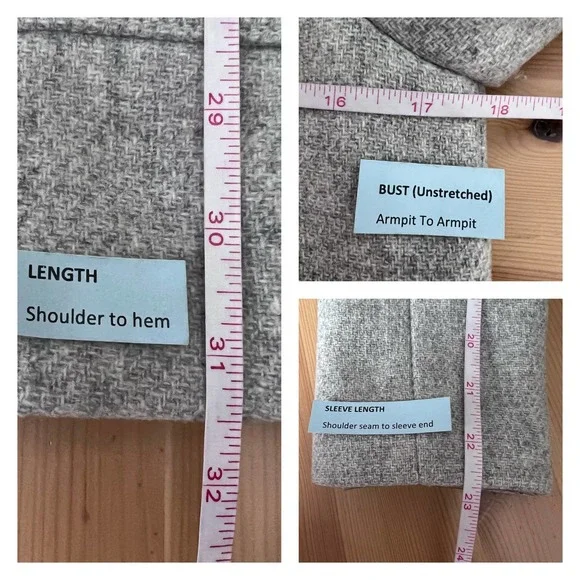 29
30
31
32
LENGTH
Shoulder to hem
16 17 18
BUST (Unstretched)
Armpit To Armpit
20
21
22
23
24
SLEEVE LENGTH
Shoulder seam to sleeve end